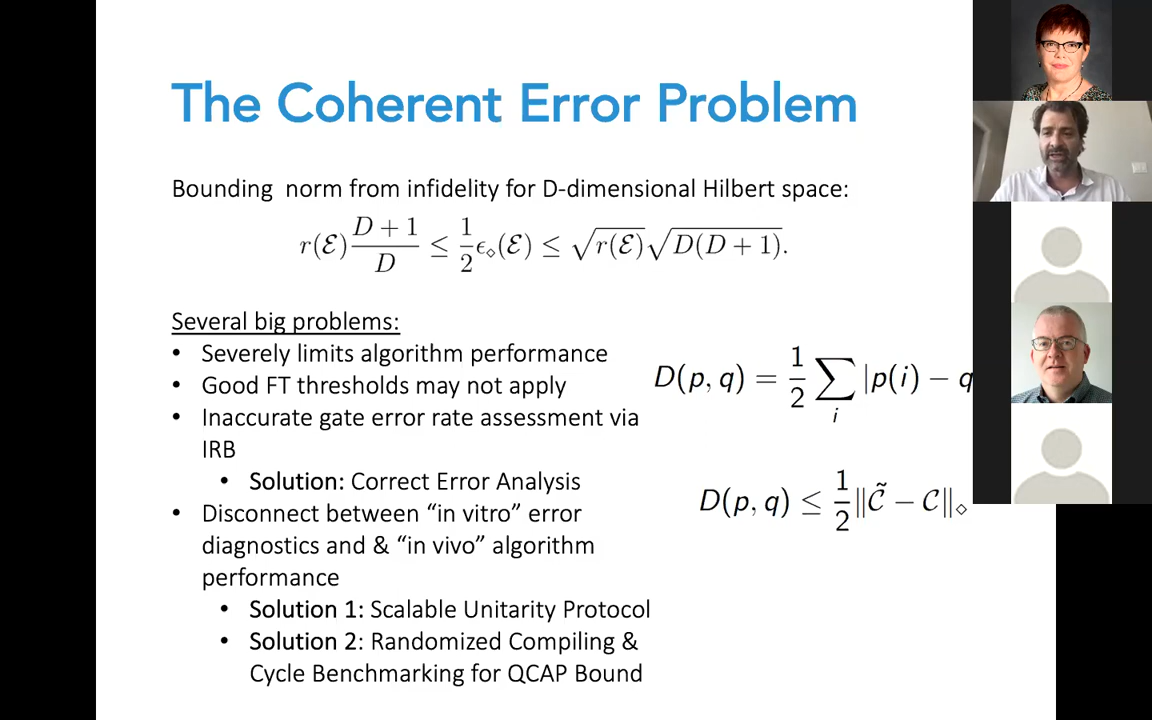 The Coherent Error Problem
Bounding norm from infidelity for D-dimensional Hilbert space:
r(ℰ) D + 1 / D ≤ 1/2 ϵ⋄(ℰ) ≤ √r(ℰ) √D(D + 1).
Several big problems:
• Severely limits algorithm performance
• Good FT thresholds may not apply
• Inaccurate gate error rate assessment via
IRB
• Solution: Correct Error Analysis
• Disconnect between “in vitro” error
diagnostics and & “in vivo” algorithm
performance
• Solution 1: Scalable Unitarity Protocol
• Solution 2: Randomized Compiling &
Cycle Benchmarking for QCAP Bound
D(p, q) = 1/2 ∑i |p(i) − q
D(p, q) ≤ 1/2 ‖𝒞̃ − 𝒞‖⋄